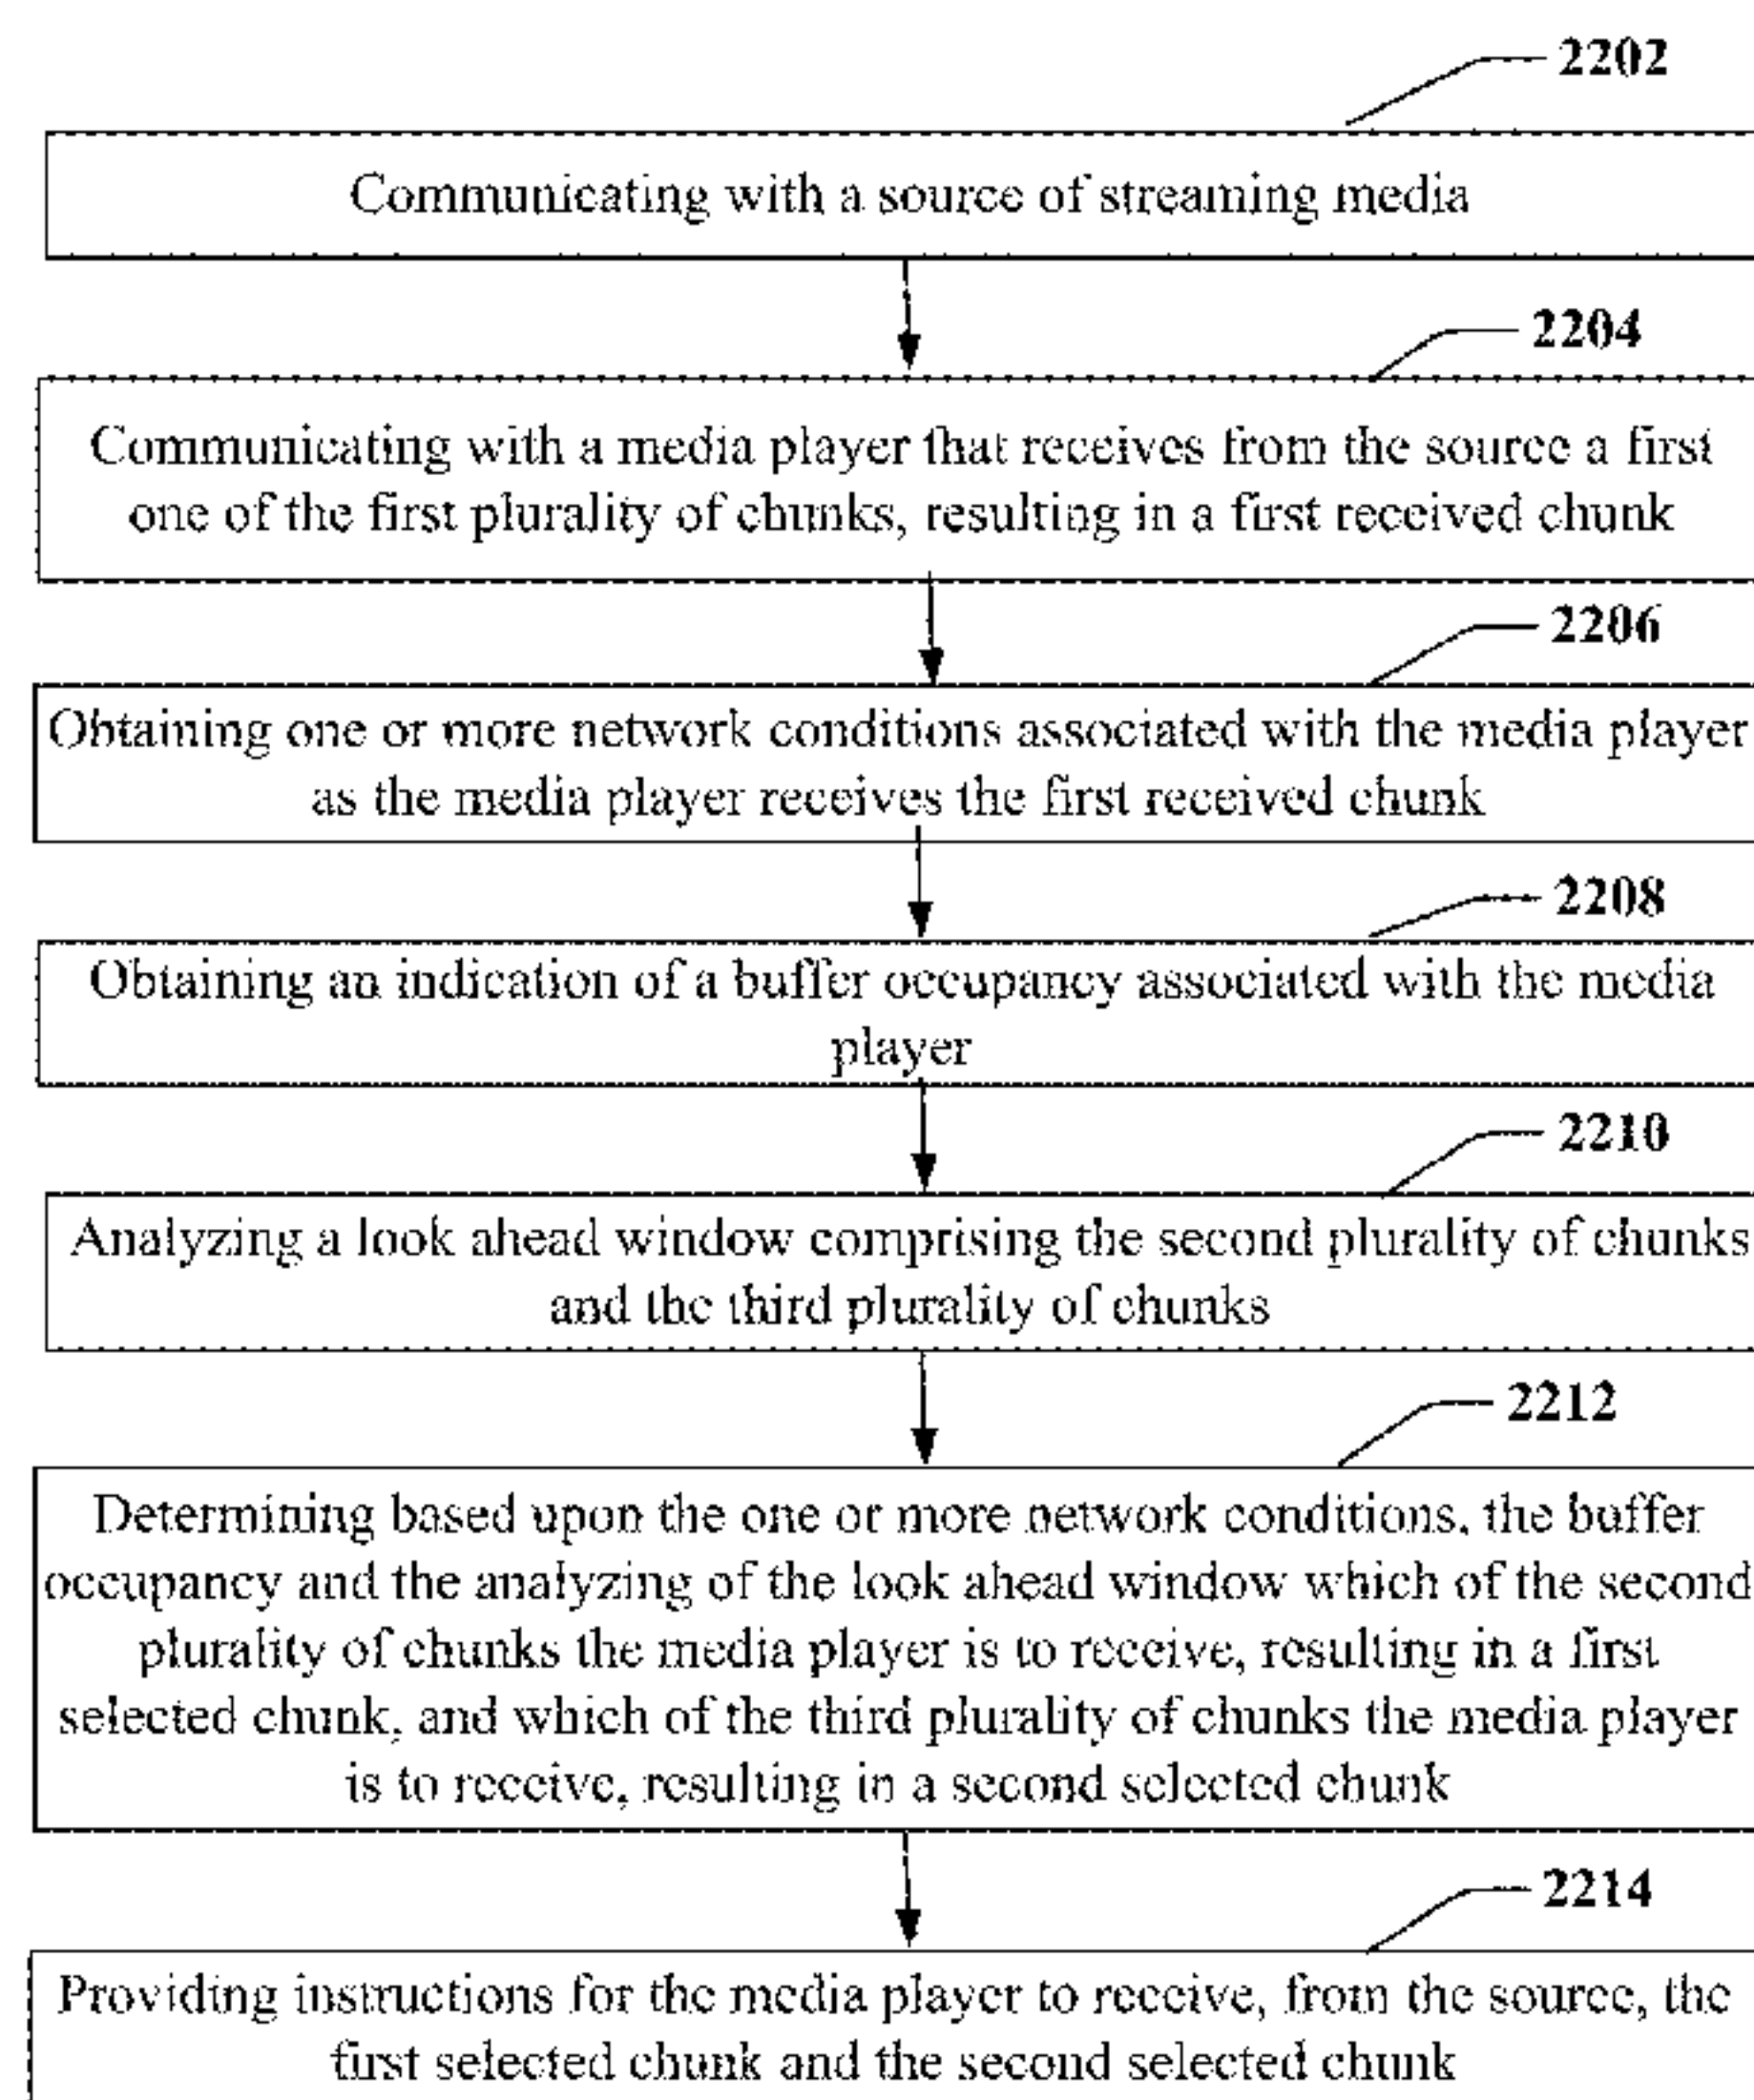 2202
Communicating with a source of streaming media
2204
Communicating with a media player that receives from the source a first
one of the first plurality of chunks, resulting in a first received chunk
2206
Obtaining one or more network conditions associated with the media player
as the media player receives the first received chunk
2208
Obtaining an indication of a buffer occupancy associated with the media
player
2210
Analyzing a look ahead window comprising the second plurality of chunks
and the third plurality of chunks
2212
Determining based upon the one or more network conditions, the buffer
occupancy and the analyzing of the look ahead window which of the second
plurality of chunks the media player is to receive, resulting in a first
selected chunk, and which of the third plurality of chunks the media player
is to receive, resulting in a second selected chunk
2214
Providing instructions for the media player to receive, from the source, the
first selected chunk and the second selected chunk